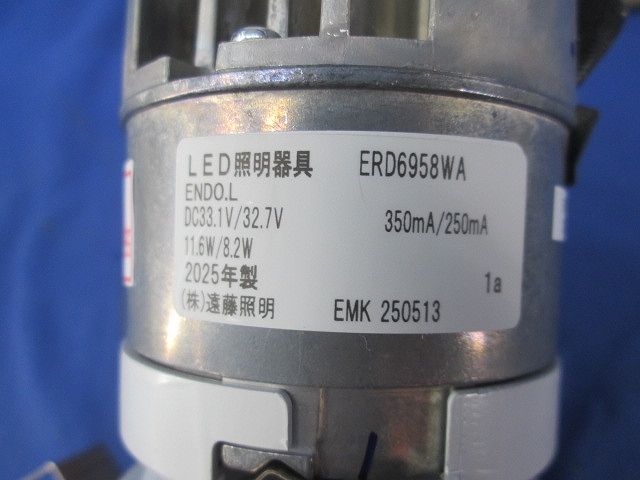 LED照明器具 ERD6958WA
ENDO.L
DC33.1V/32.7V 350mA/250mA
11.6W/8.2W
2025年製 1a
(株)遠藤照明 EMK 250513